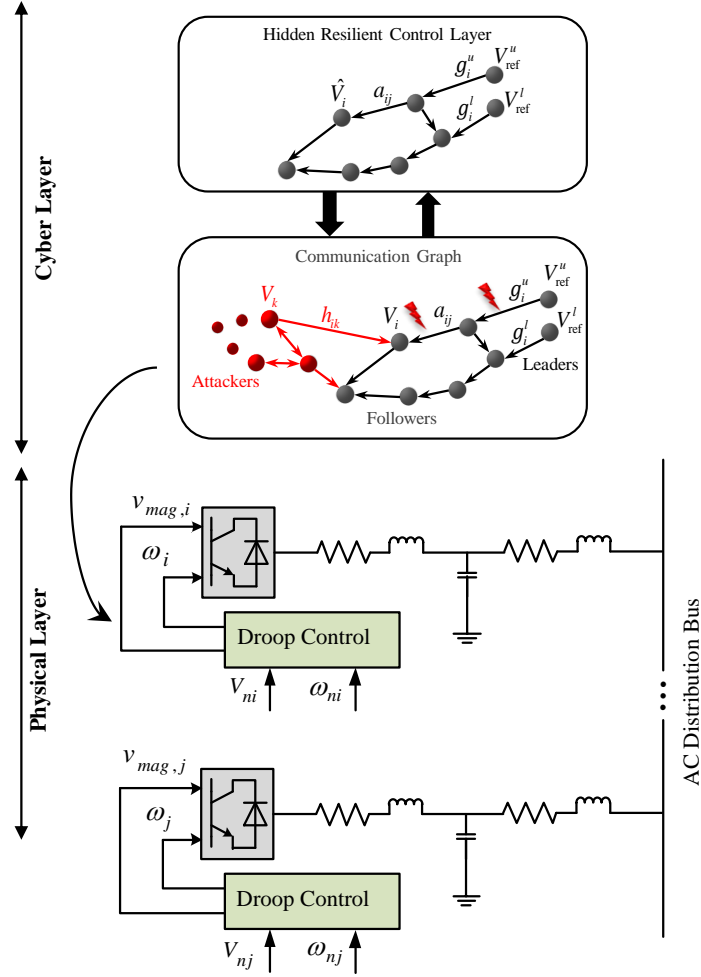 Hidden Resilient Control Layer
V_ref^u
g_i^u
V̂_i
a_ij
g_i^l
V_ref^l
Cyber Layer
Communication Graph
V_ref^u
g_i^u
V_k
h_ik
V_i
a_ij
g_i^l
V_ref^l
Attackers
Leaders
Followers
Physical Layer
v_mag,i
ω_i
Droop Control
V_ni
ω_ni
AC Distribution Bus
v_mag,j
ω_j
Droop Control
V_nj
ω_nj